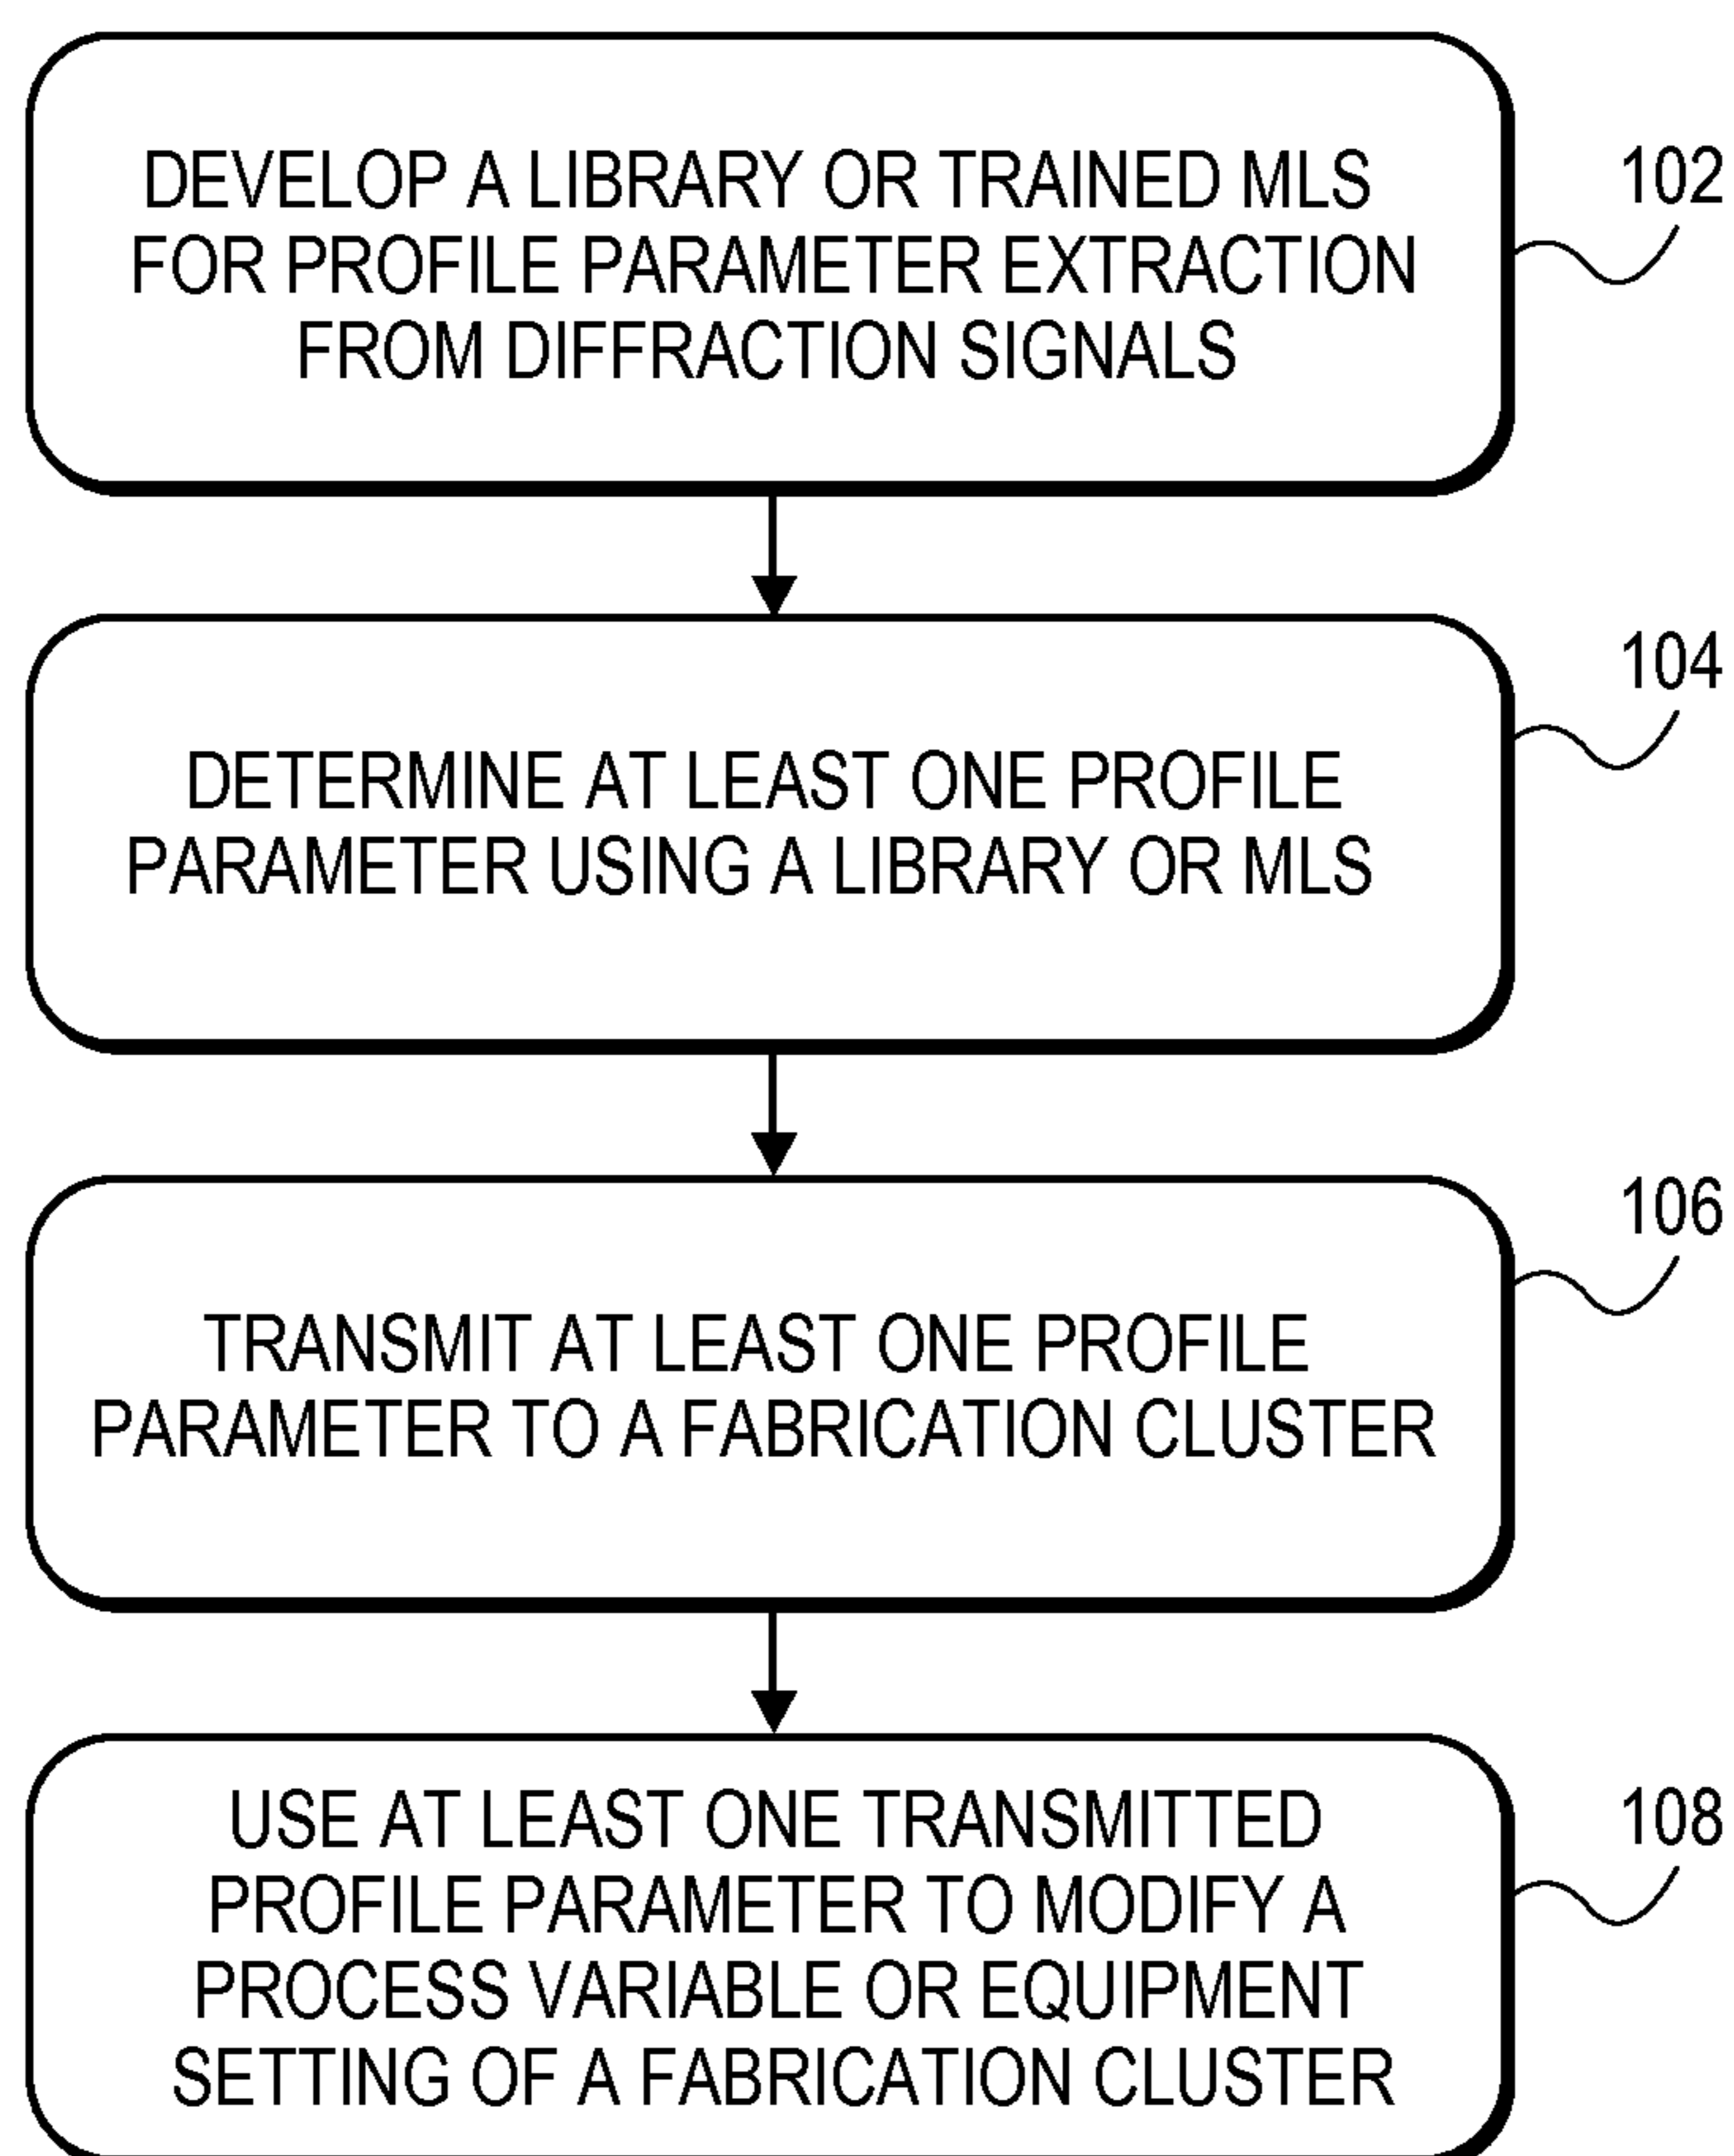 DEVELOP A LIBRARY OR TRAINED MLS
FOR PROFILE PARAMETER EXTRACTION
FROM DIFFRACTION SIGNALS
102
DETERMINE AT LEAST ONE PROFILE
PARAMETER USING A LIBRARY OR MLS
104
TRANSMIT AT LEAST ONE PROFILE
PARAMETER TO A FABRICATION CLUSTER
106
USE AT LEAST ONE TRANSMITTED
PROFILE PARAMETER TO MODIFY A
PROCESS VARIABLE OR EQUIPMENT
SETTING OF A FABRICATION CLUSTER
108